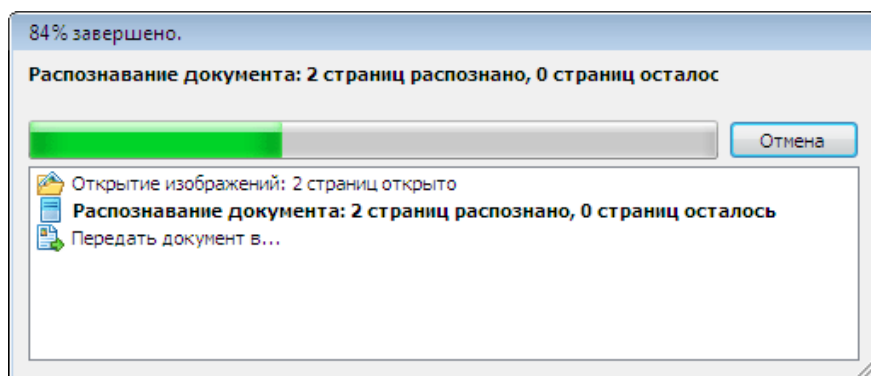 84% завершено.
Распознавание документа: 2 страниц распознано, 0 страниц осталос
Отмена
Открытие изображений: 2 страниц открыто
Распознавание документа: 2 страниц распознано, 0 страниц осталось
Передать документ в...